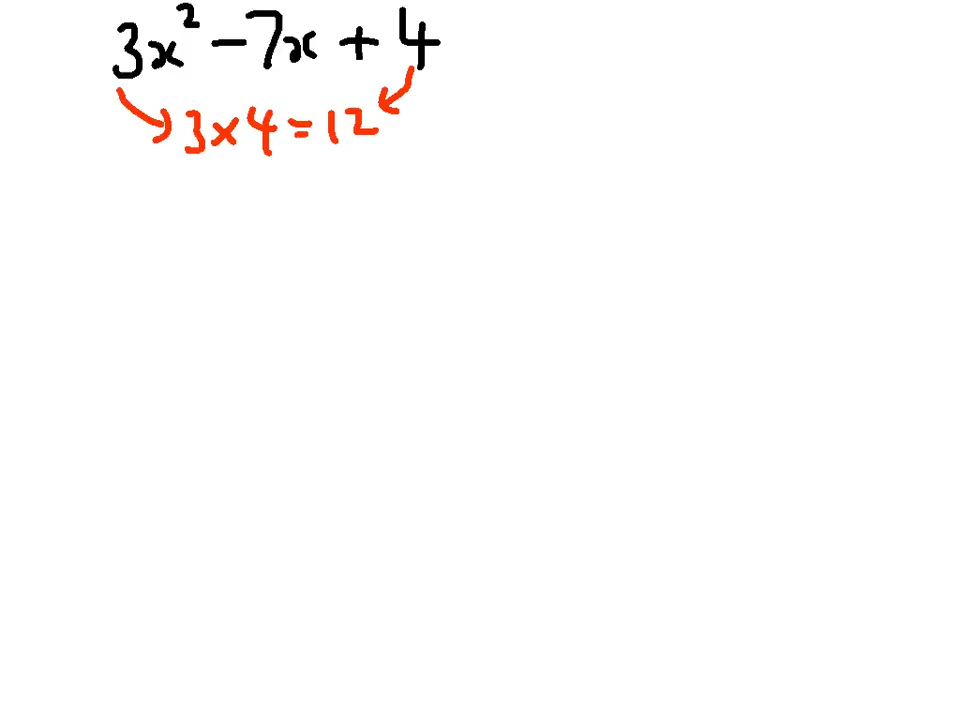 3x² - 7x + 4
3 × 4 = 12